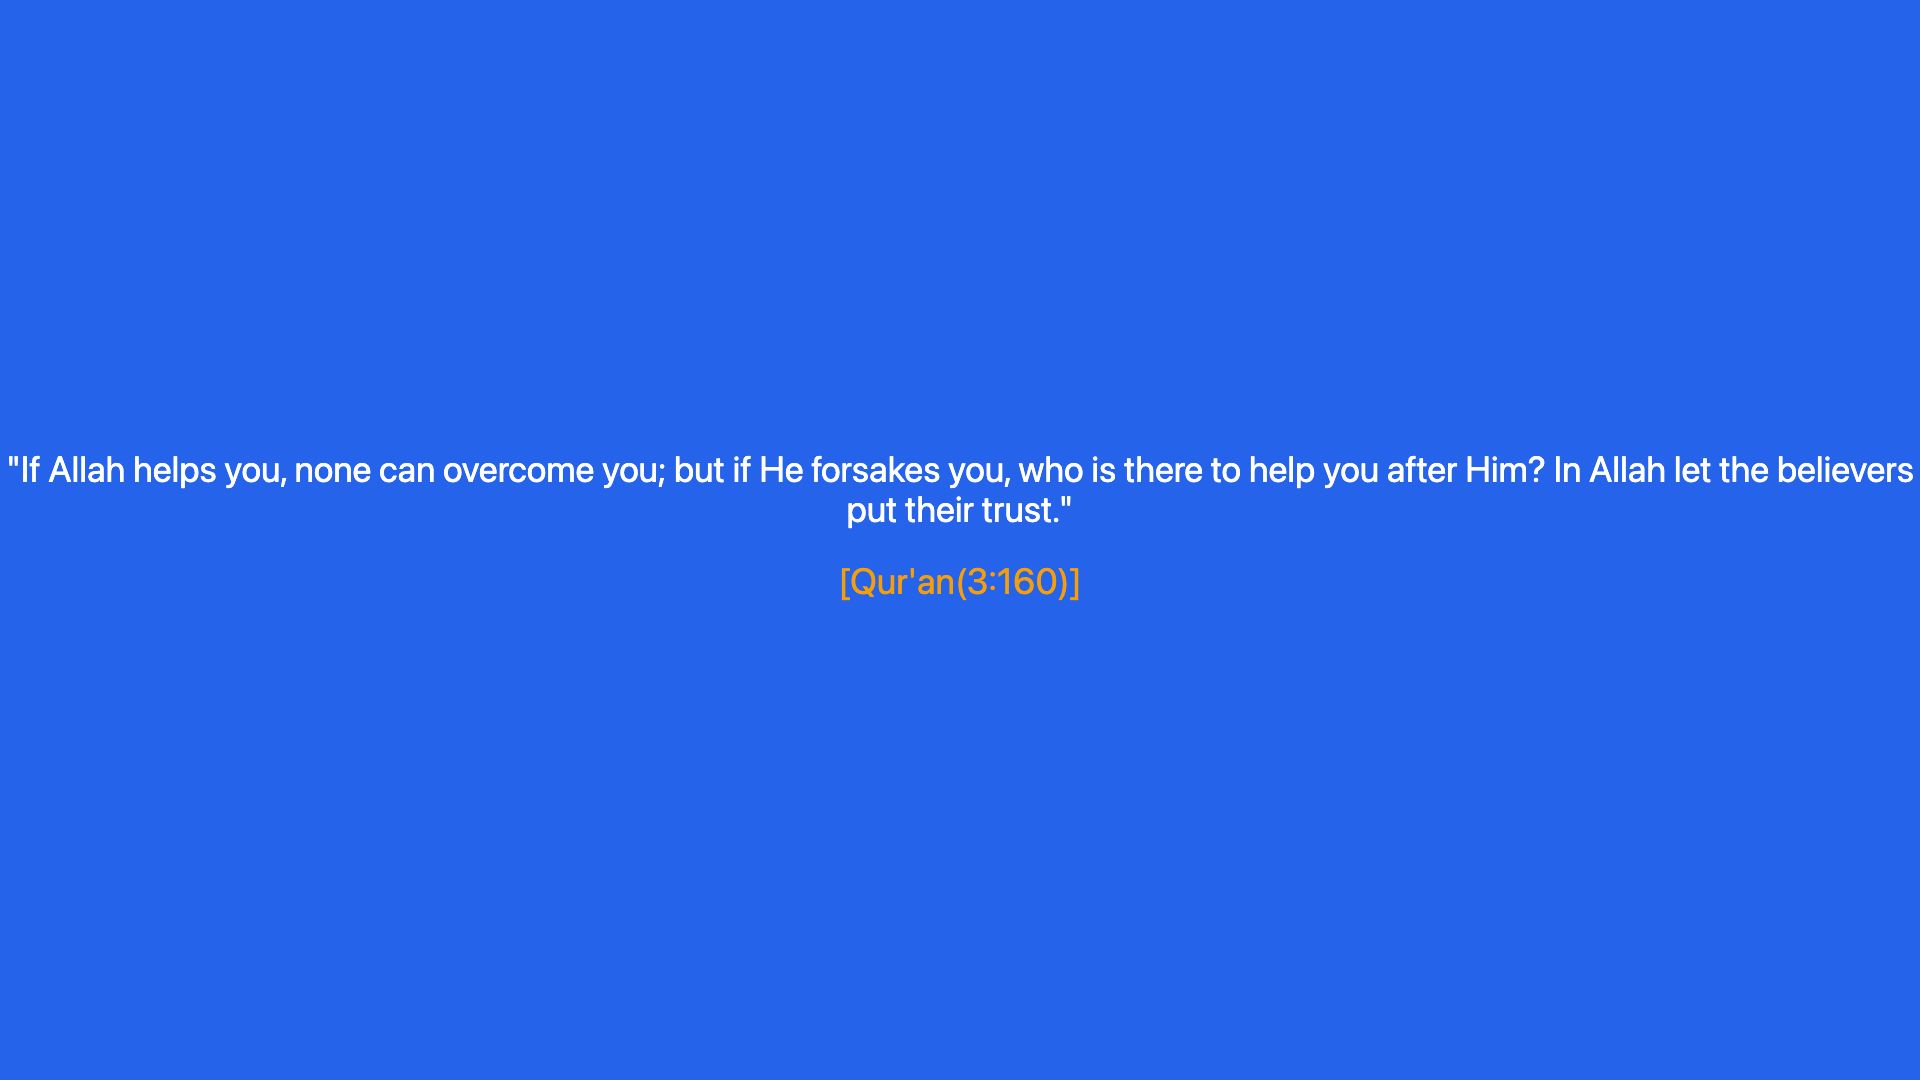 "If Allah helps you, none can overcome you; but if He forsakes you, who is there to help you after Him? In Allah let the believers
put their trust."
[Qur'an(3:160)]